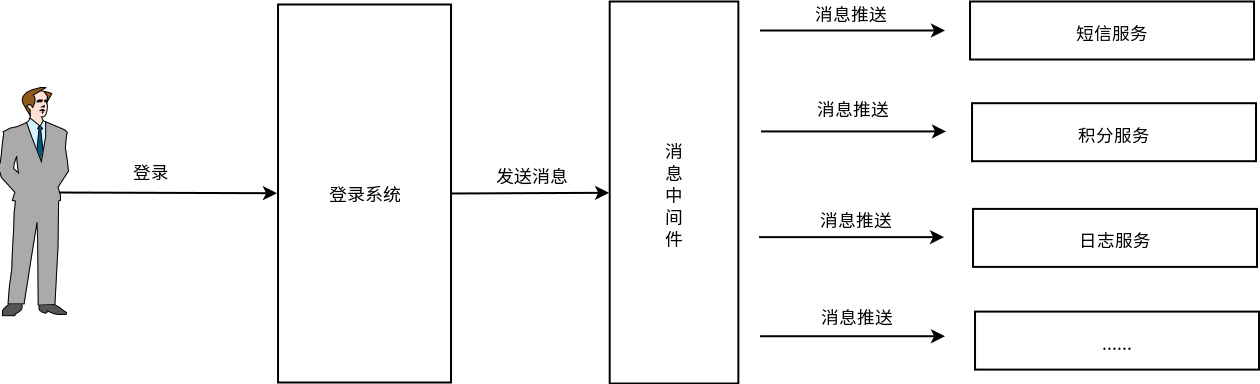 登录
登录系统
发送消息
消
息
中
间
件
消息推送
短信服务
消息推送
积分服务
消息推送
日志服务
消息推送
......